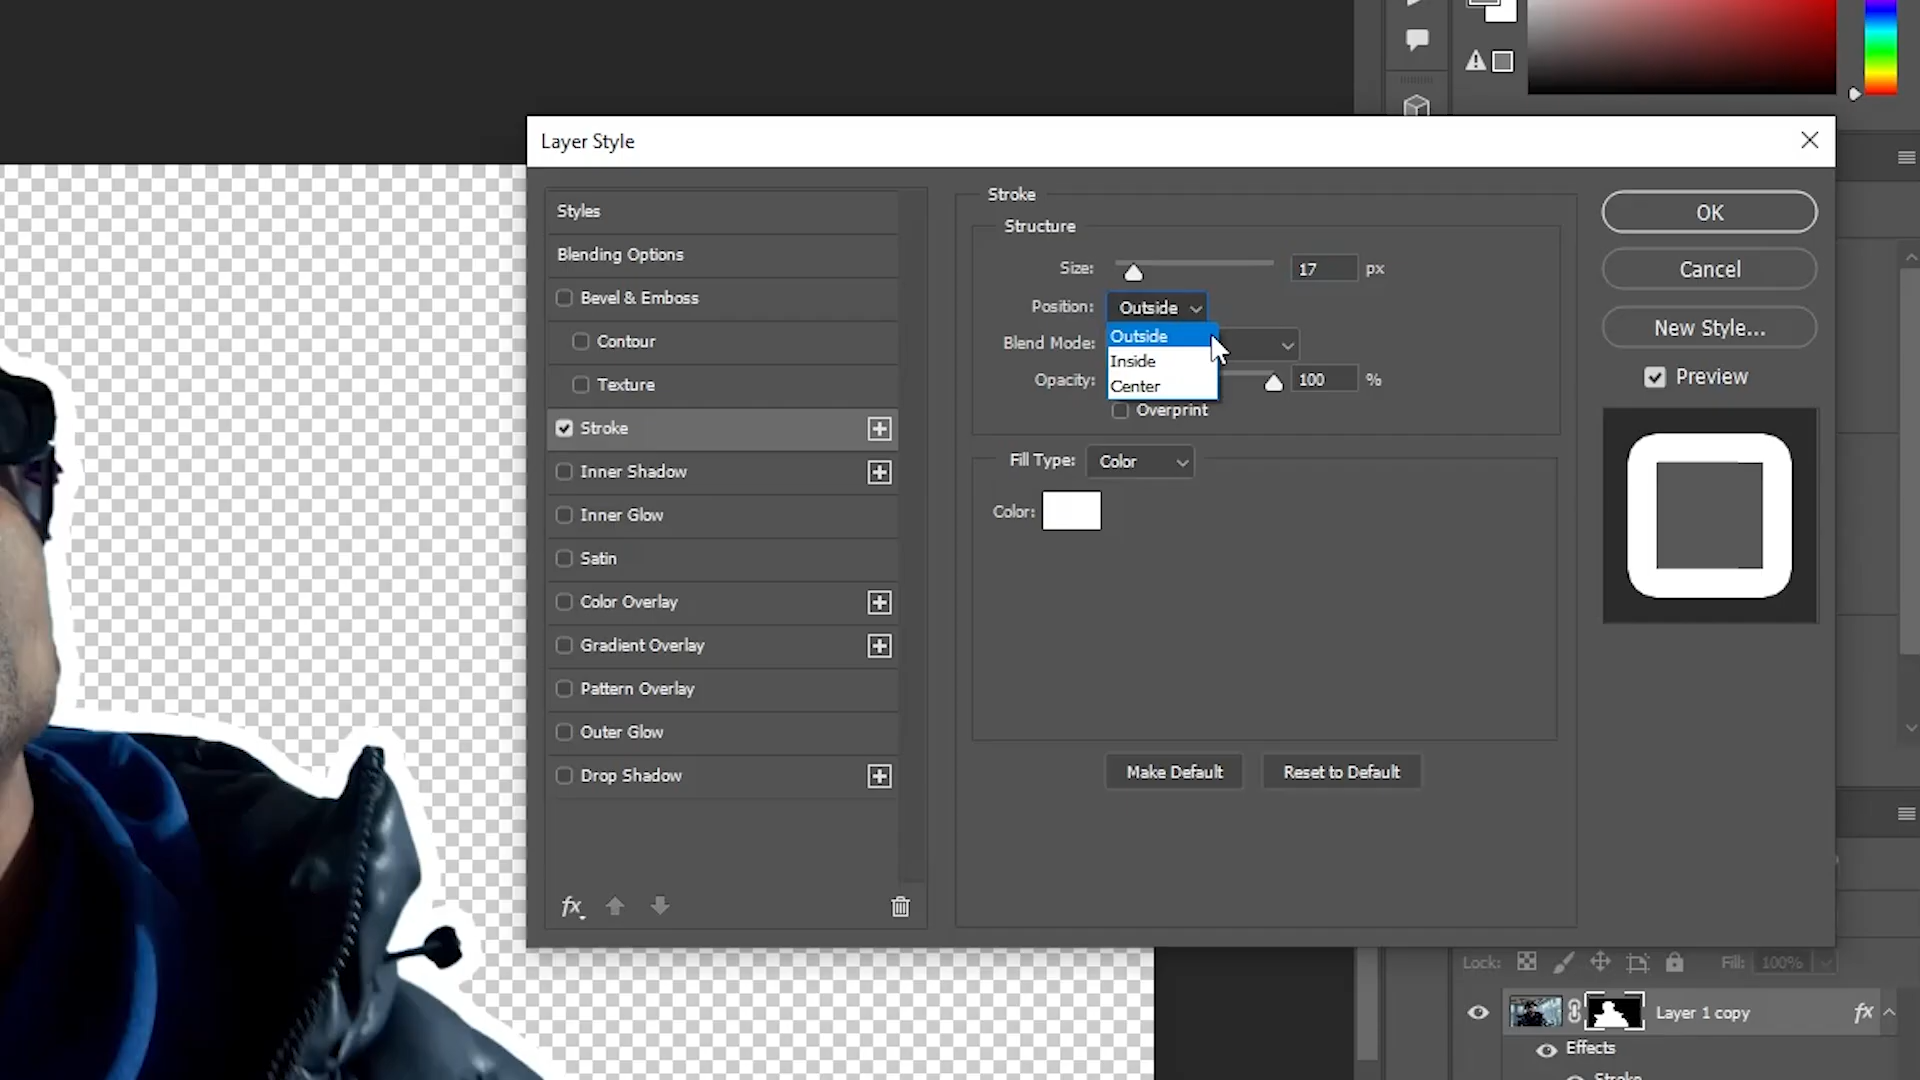 Layer Style
Styles
Blending Options
Bevel & Emboss
Contour
Texture
Stroke
Inner Shadow
Inner Glow
Satin
Color Overlay
Gradient Overlay
Pattern Overlay
Outer Glow
Drop Shadow
fx
Stroke
Structure
Size: 17 px
Position: Outside
Outside
Inside
Center
Blend Mode:
Opacity: 100 %
Overprint
Fill Type: Color
Color:
Make Default Reset to Default
OK
Cancel
New Style...
Preview
Lock: Fill: 100%
Layer 1 copy fx
Effects
Stroke